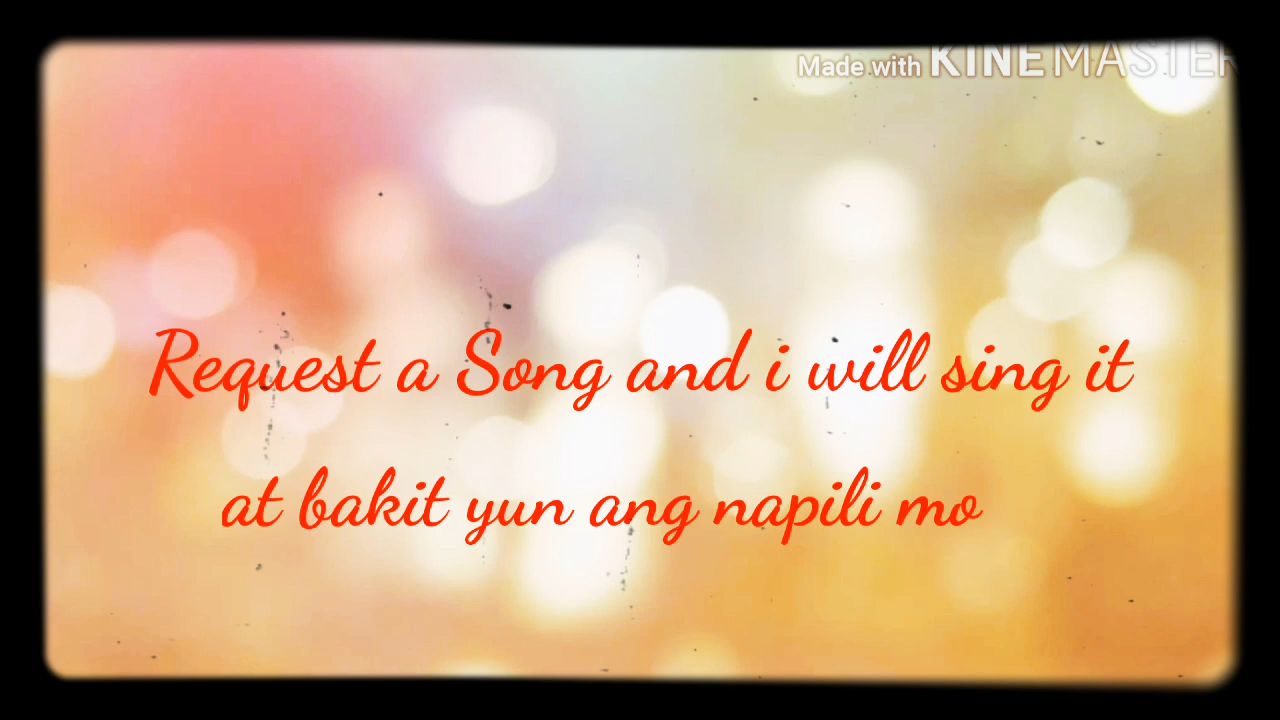 Made with KINEMASTER
Request a Song and i will sing it
at bakit yun ang napili mo